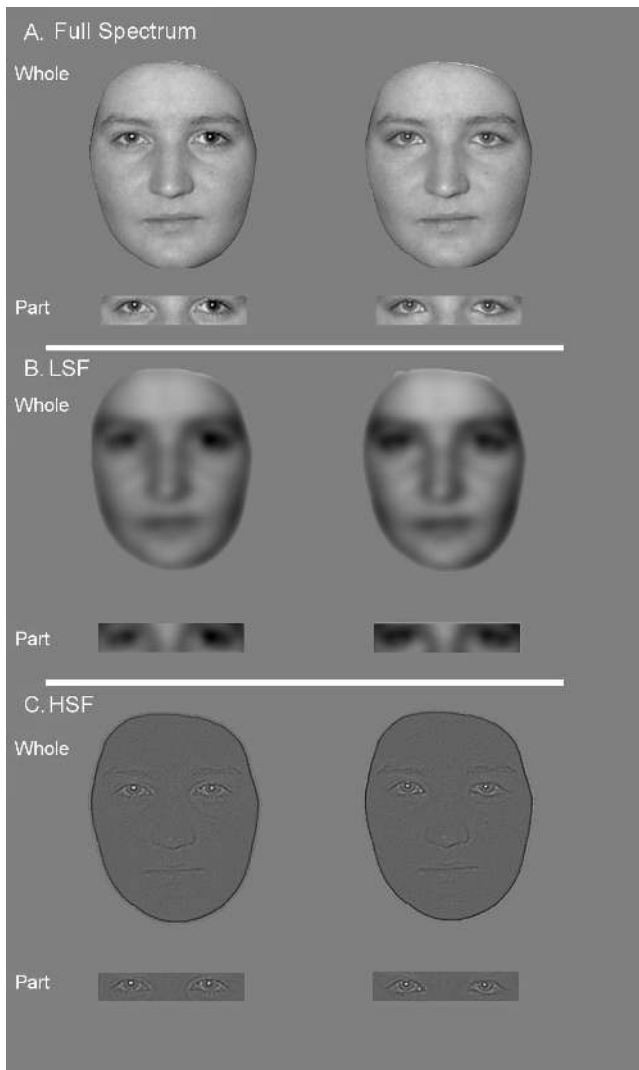 A. Full Spectrum
Whole
Part
B. LSF
Whole
Part
C. HSF
Whole
Part